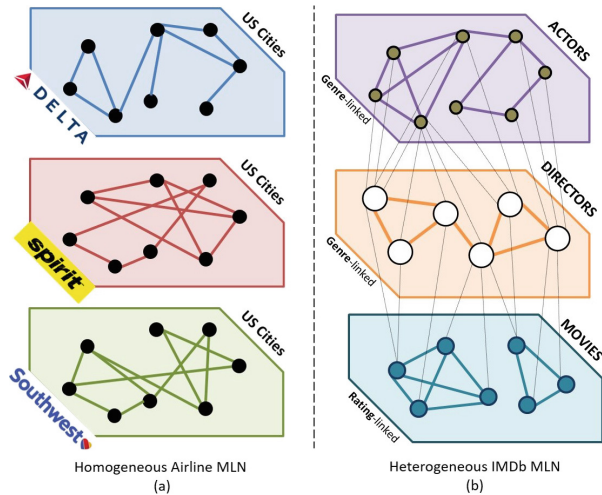 US Cities
DELTA
US Cities
spirit
US Cities
Southwest
Homogeneous Airline MLN
(a)
ACTORS
Genre-linked
DIRECTORS
Genre-linked
MOVIES
Rating-linked
Heterogeneous IMDb MLN
(b)